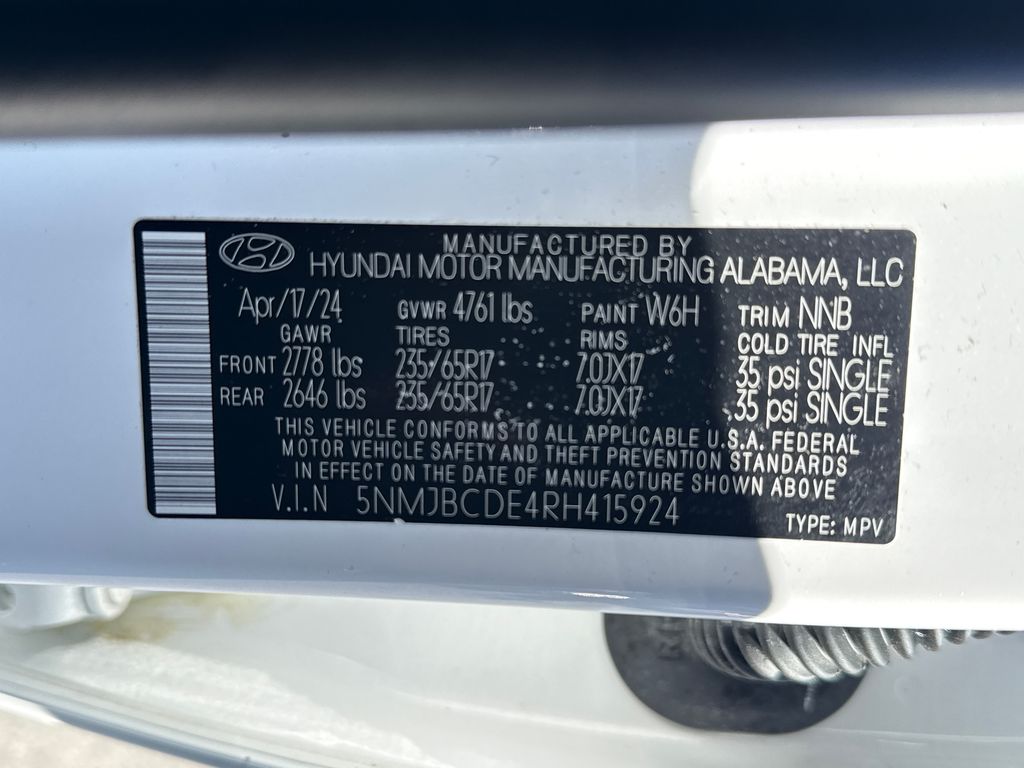 MANUFACTURED BY
HYUNDAI MOTOR MANUFACTURING ALABAMA, LLC
Apr/17/24 GVWR 4761 lbs PAINT W6H TRIM NNB
GAWR TIRES RIMS COLD TIRE INFL
FRONT 2778 lbs 235/65R17 7.0JX17 35 psi SINGLE
REAR 2646 lbs 235/65R17 7.0JX17 35 psi SINGLE
THIS VEHICLE CONFORMS TO ALL APPLICABLE U.S.A. FEDERAL
MOTOR VEHICLE SAFETY AND THEFT PREVENTION STANDARDS
IN EFFECT ON THE DATE OF MANUFACTURE SHOWN ABOVE
V.I.N 5NMJBCDE4RH415924
TYPE: MPV